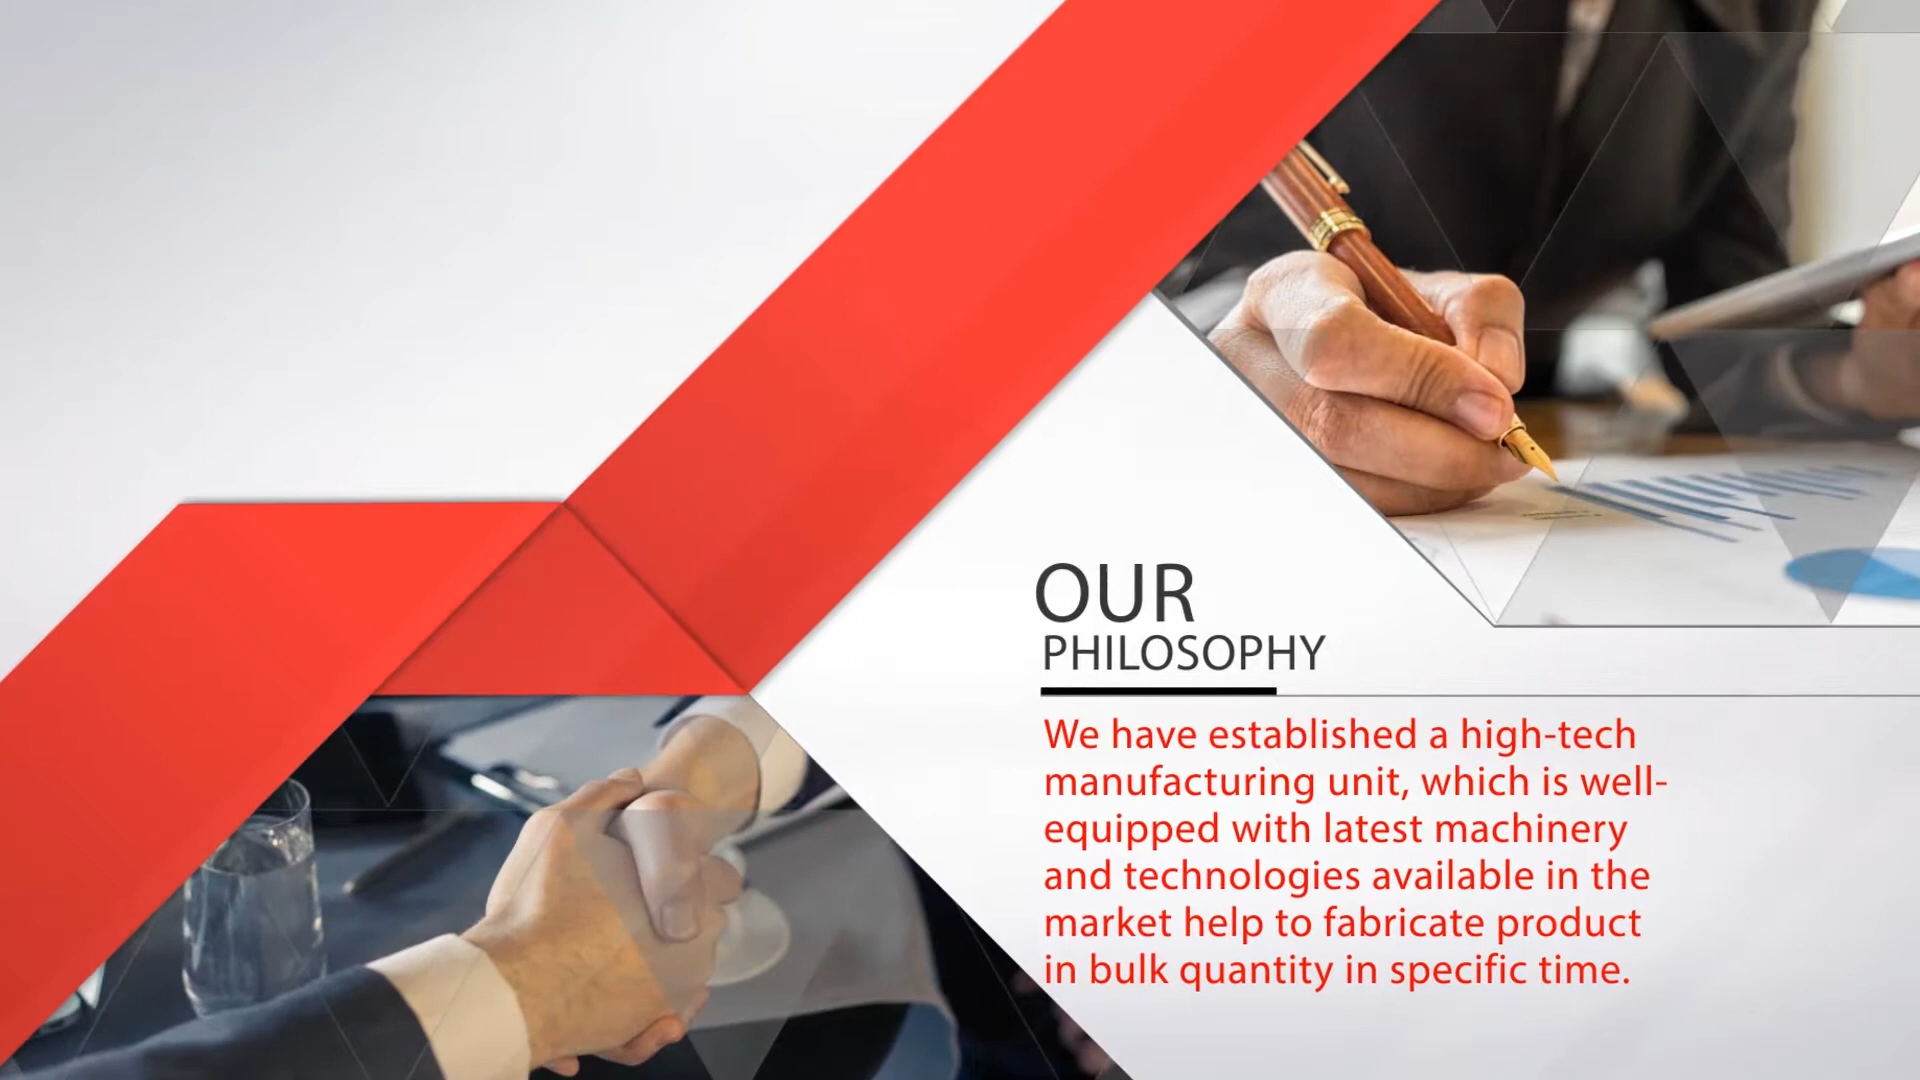 OUR
PHILOSOPHY
We have established a high-tech
manufacturing unit, which is well-
equipped with latest machinery
and technologies available in the
market help to fabricate product
in bulk quantity in specific time.